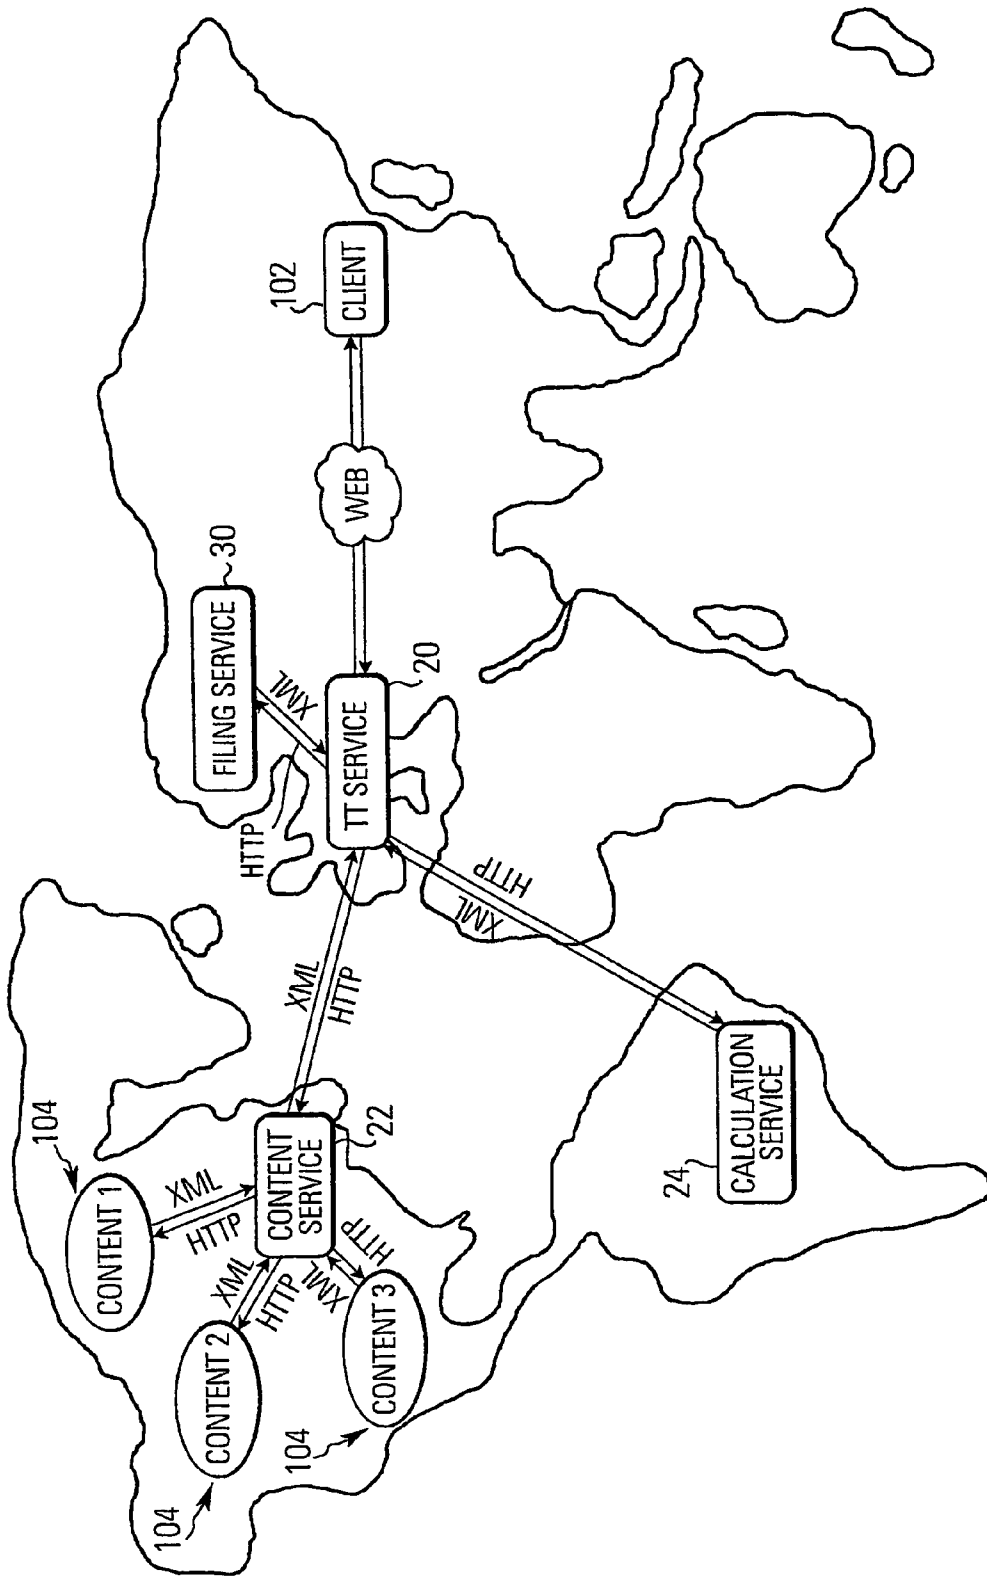 104
CONTENT 1
XML
HTTP
104
CONTENT 2
XML
HTTP
104
CONTENT 3
XML
HTTP
CONTENT
SERVICE
22
XML
HTTP
HTTP
XML
FILING SERVICE
30
TT SERVICE
20
WEB
102
CLIENT
XML
HTTP
24
CALCULATION
SERVICE